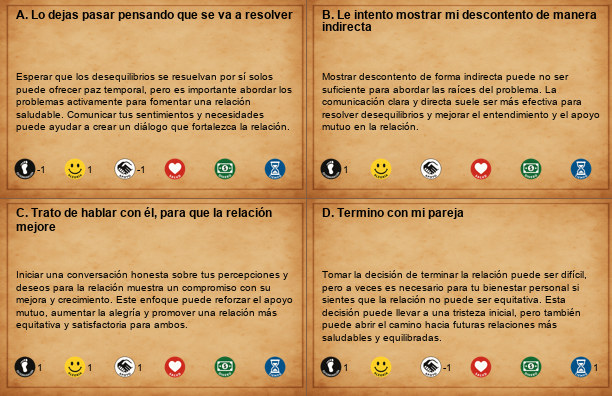 A. Lo dejas pasar pensando que se va a resolver
Esperar que los desequilibrios se resuelvan por sí solos
puede ofrecer paz temporal, pero es importante abordar los
problemas activamente para fomentar una relación
saludable. Comunicar tus sentimientos y necesidades
puede ayudar a crear un diálogo que fortalezca la relación.
-1 1 -1
B. Le intento mostrar mi descontento de manera
indirecta
Mostrar descontento de forma indirecta puede no ser
suficiente para abordar las raíces del problema. La
comunicación clara y directa suele ser más efectiva para
resolver desequilibrios y mejorar el entendimiento y el apoyo
mutuo en la relación.
1
C. Trato de hablar con él, para que la relación
mejore
Iniciar una conversación honesta sobre tus percepciones y
deseos para la relación muestra un compromiso con su
mejora y crecimiento. Este enfoque puede reforzar el apoyo
mutuo, aumentar la alegría y promover una relación más
equitativa y satisfactoria para ambos.
1 1 1
D. Termino con mi pareja
Tomar la decisión de terminar la relación puede ser difícil,
pero a veces es necesario para tu bienestar personal si
sientes que la relación no puede ser equitativa. Esta
decisión puede llevar a una tristeza inicial, pero también
puede abrir el camino hacia futuras relaciones más
saludables y equilibradas.
1 -1 1